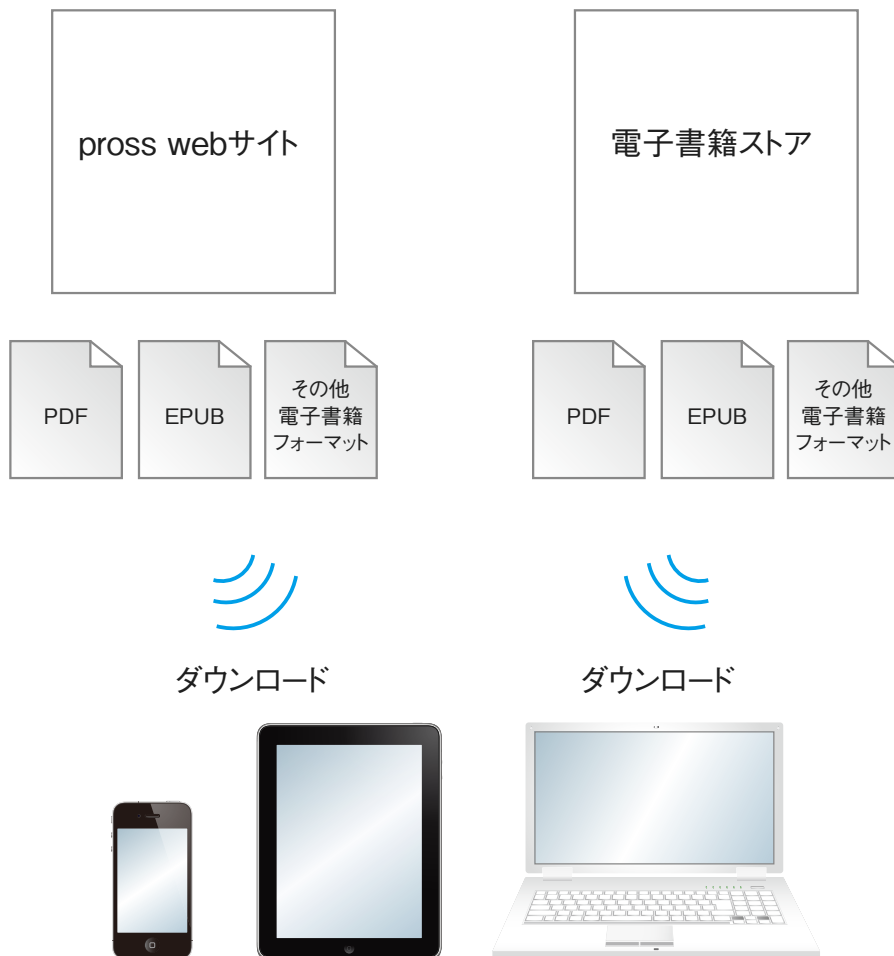 pross webサイト
電子書籍ストア
PDF
EPUB
その他
電子書籍
フォーマット
PDF
EPUB
その他
電子書籍
フォーマット
ダウンロード
ダウンロード